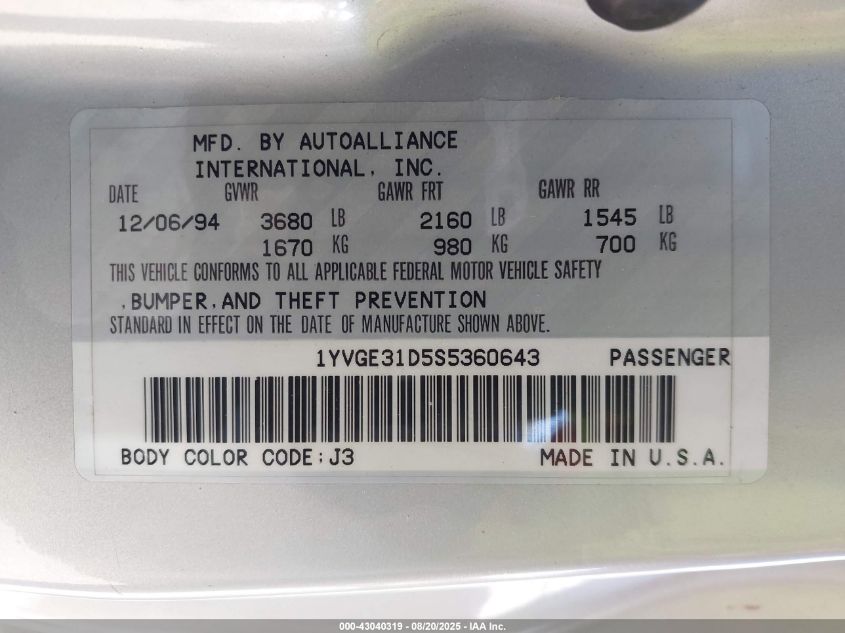 MFD. BY AUTOALLIANCE
INTERNATIONAL, INC.
DATE GVWR GAWR FRT GAWR RR
12/06/94 3680 LB 2160 LB 1545 LB
1670 KG 980 KG 700 KG
THIS VEHICLE CONFORMS TO ALL APPLICABLE FEDERAL MOTOR VEHICLE SAFETY
,BUMPER,AND THEFT PREVENTION
STANDARD IN EFFECT ON THE DATE OF MANUFACTURE SHOWN ABOVE.
1YVGE31D5S5360643 PASSENGER
BODY COLOR CODE:J3 MADE IN U.S.A.
000-43040319 - 08/20/2025 - IAA Inc.